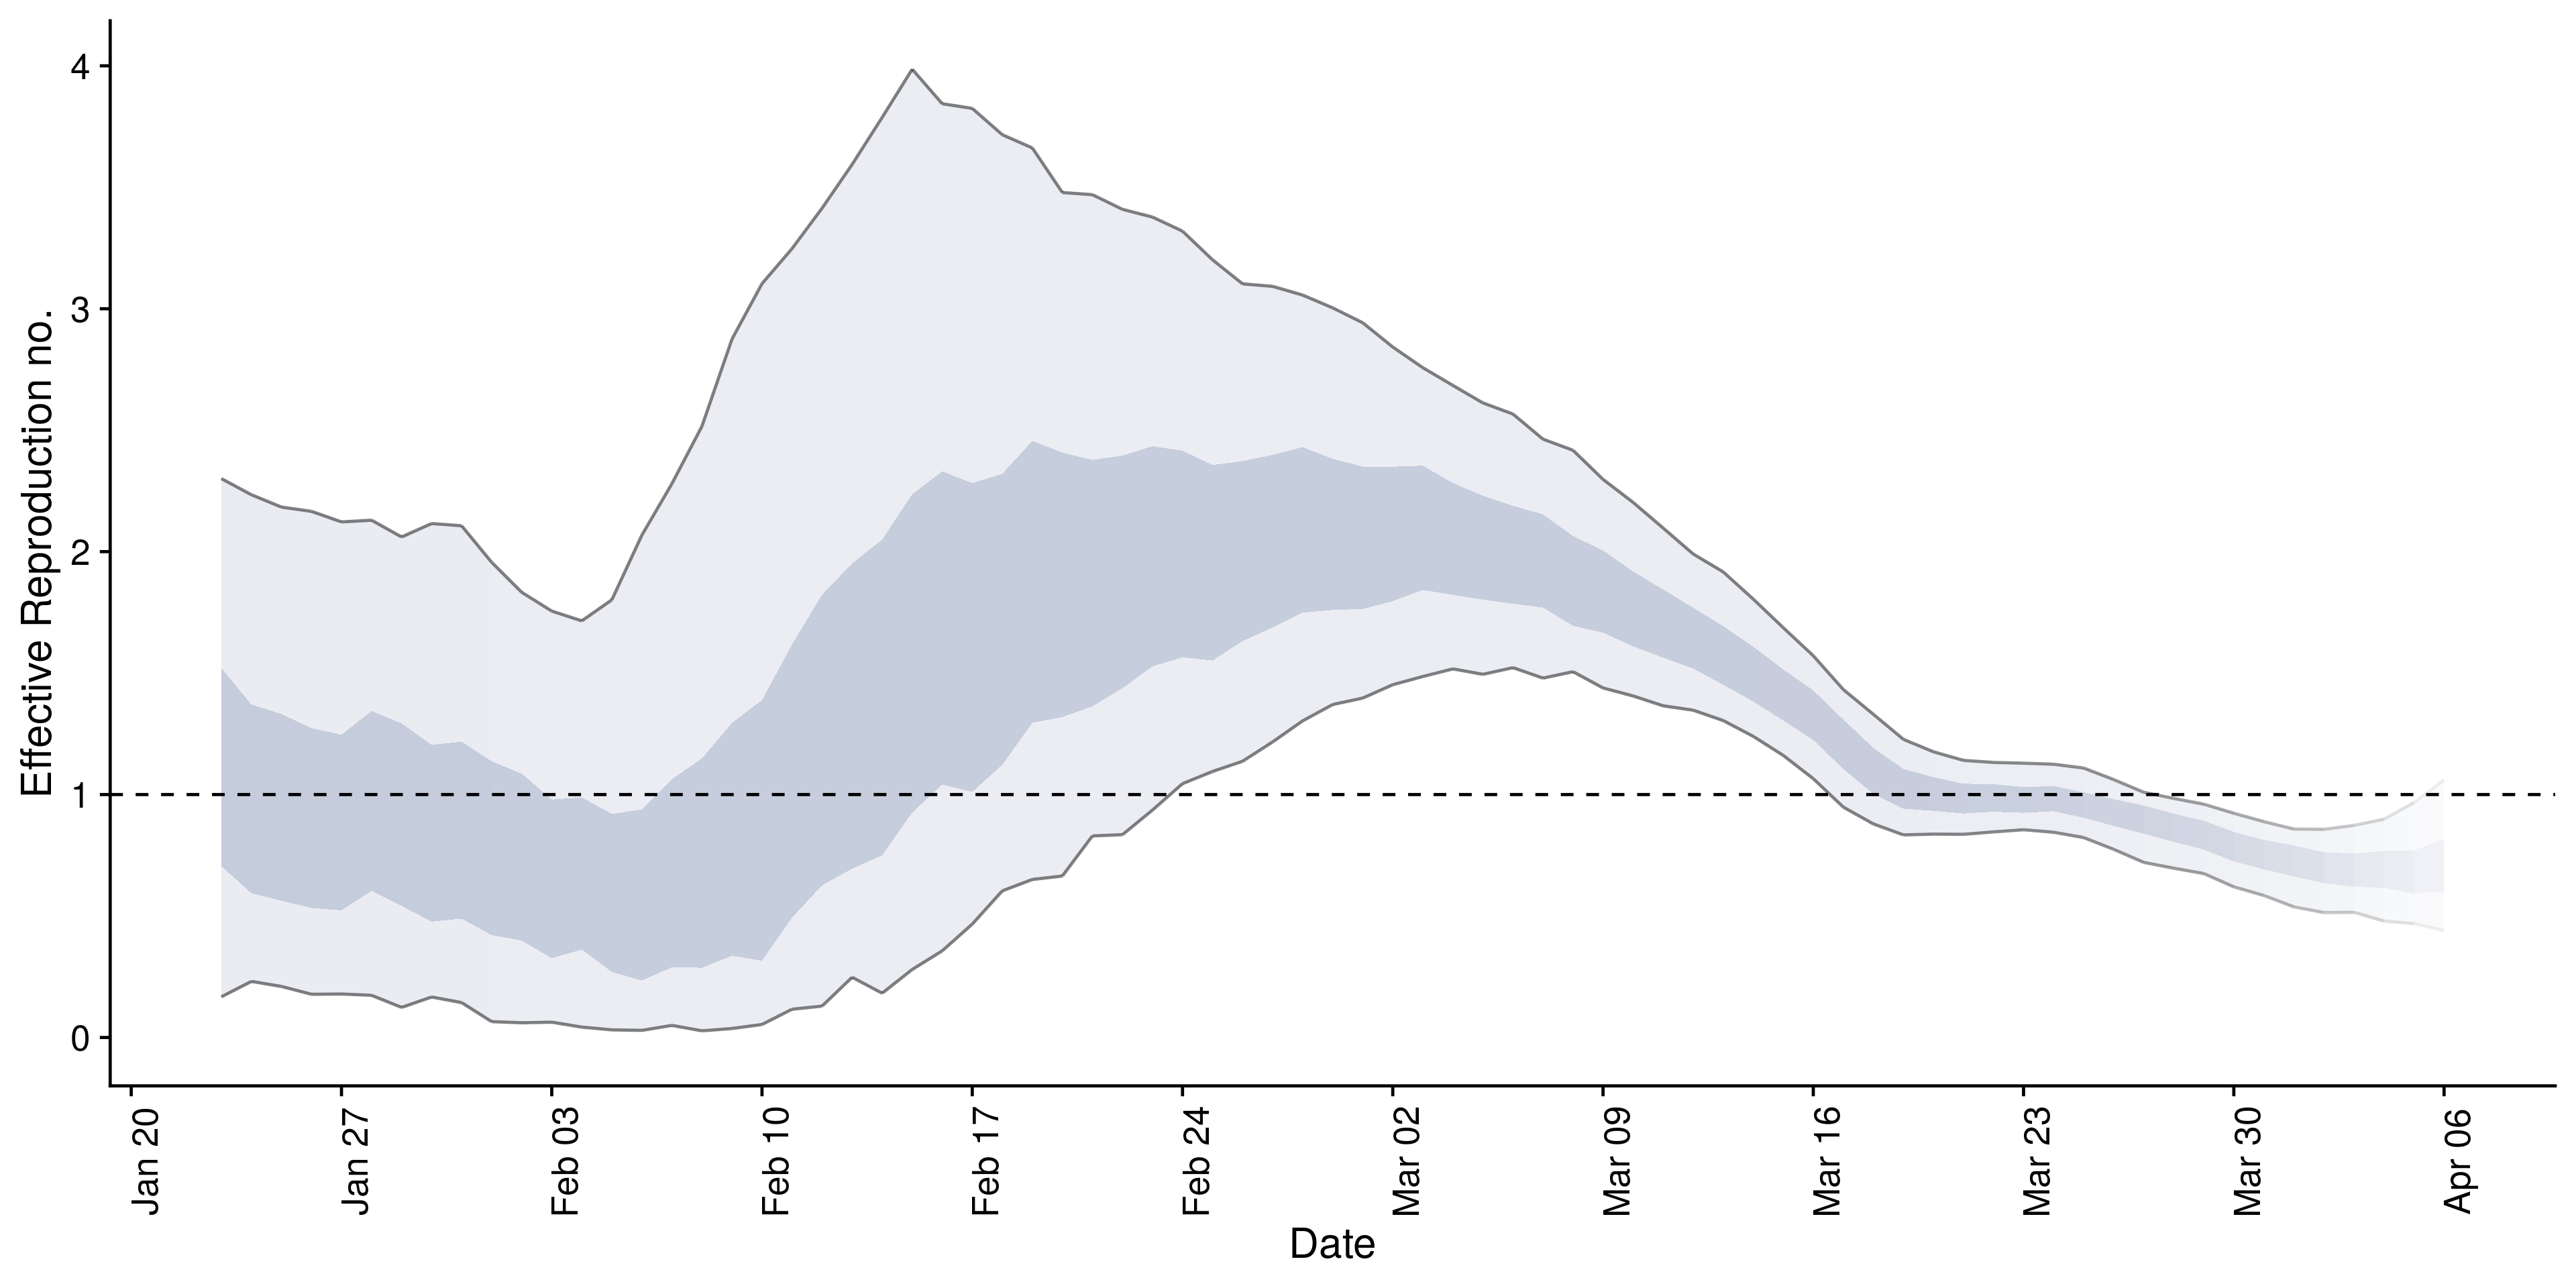 Effective Reproduction no.
4
3
2
1
0
Jan 20
Jan 27
Feb 03
Feb 10
Feb 17
Feb 24
Mar 02
Mar 09
Mar 16
Mar 23
Mar 30
Apr 06
Date